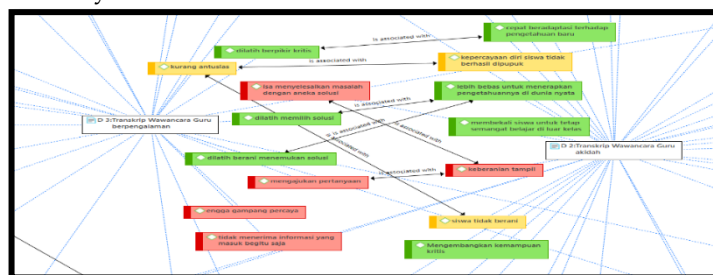 cepat beradaptasi terhadap
pengetahuan baru
is associated with
dilatih berpikir kritis
is associated with
kurang antusias
kepercayaan diri siswa tidak
berhasil dipupuk
isa menyelesaikan masalah
dengan aneka solusi
lebih bebas untuk menerapkan
pengetahuannya di dunia nyata
is associated with
dilatih memilih solusi
D 3:Transkrip Wawancara Guru
berpengalaman
is associated with
membekali siswa untuk tetap
semangat belajar di luar kelas
D 2:Transkrip Wawancara Guru
akidah
dilatih berani menemukan solusi
keberanian tampil
is associated with
mengajukan pertanyaan
engga gampang percaya
siswa tidak berani
tidak menerima informasi yang
masuk begitu saja
Mengembangkan kemampuan
kritis